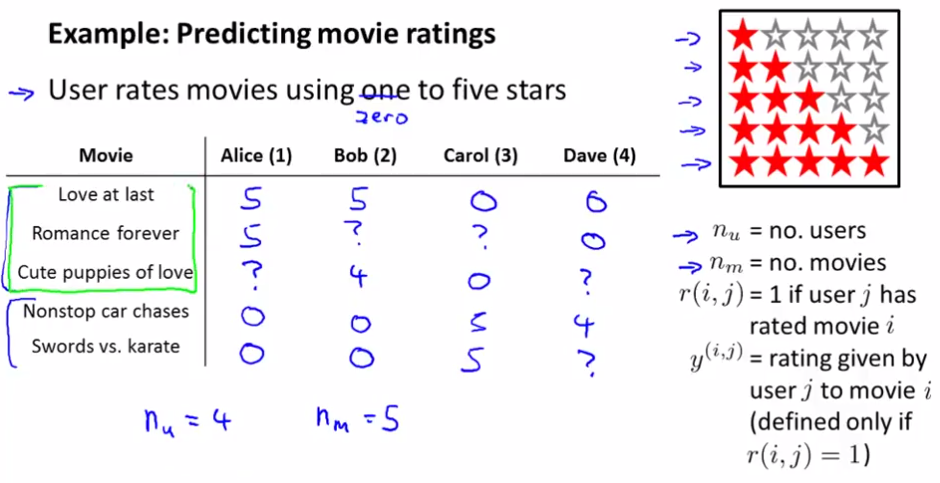 Example: Predicting movie ratings
→ User rates movies using one to five stars
zero
Movie Alice (1) Bob (2) Carol (3) Dave (4)
Love at last 5 5 0 0
Romance forever 5 ? ? 0
Cute puppies of love ? 4 0 ?
Nonstop car chases 0 0 5 4
Swords vs. karate 0 0 5 ?
n_u = 4 n_m = 5
→ n_u = no. users
→ n_m = no. movies
r(i, j) = 1 if user j has
rated movie i
y^(i,j) = rating given by
user j to movie i
(defined only if
r(i, j) = 1)